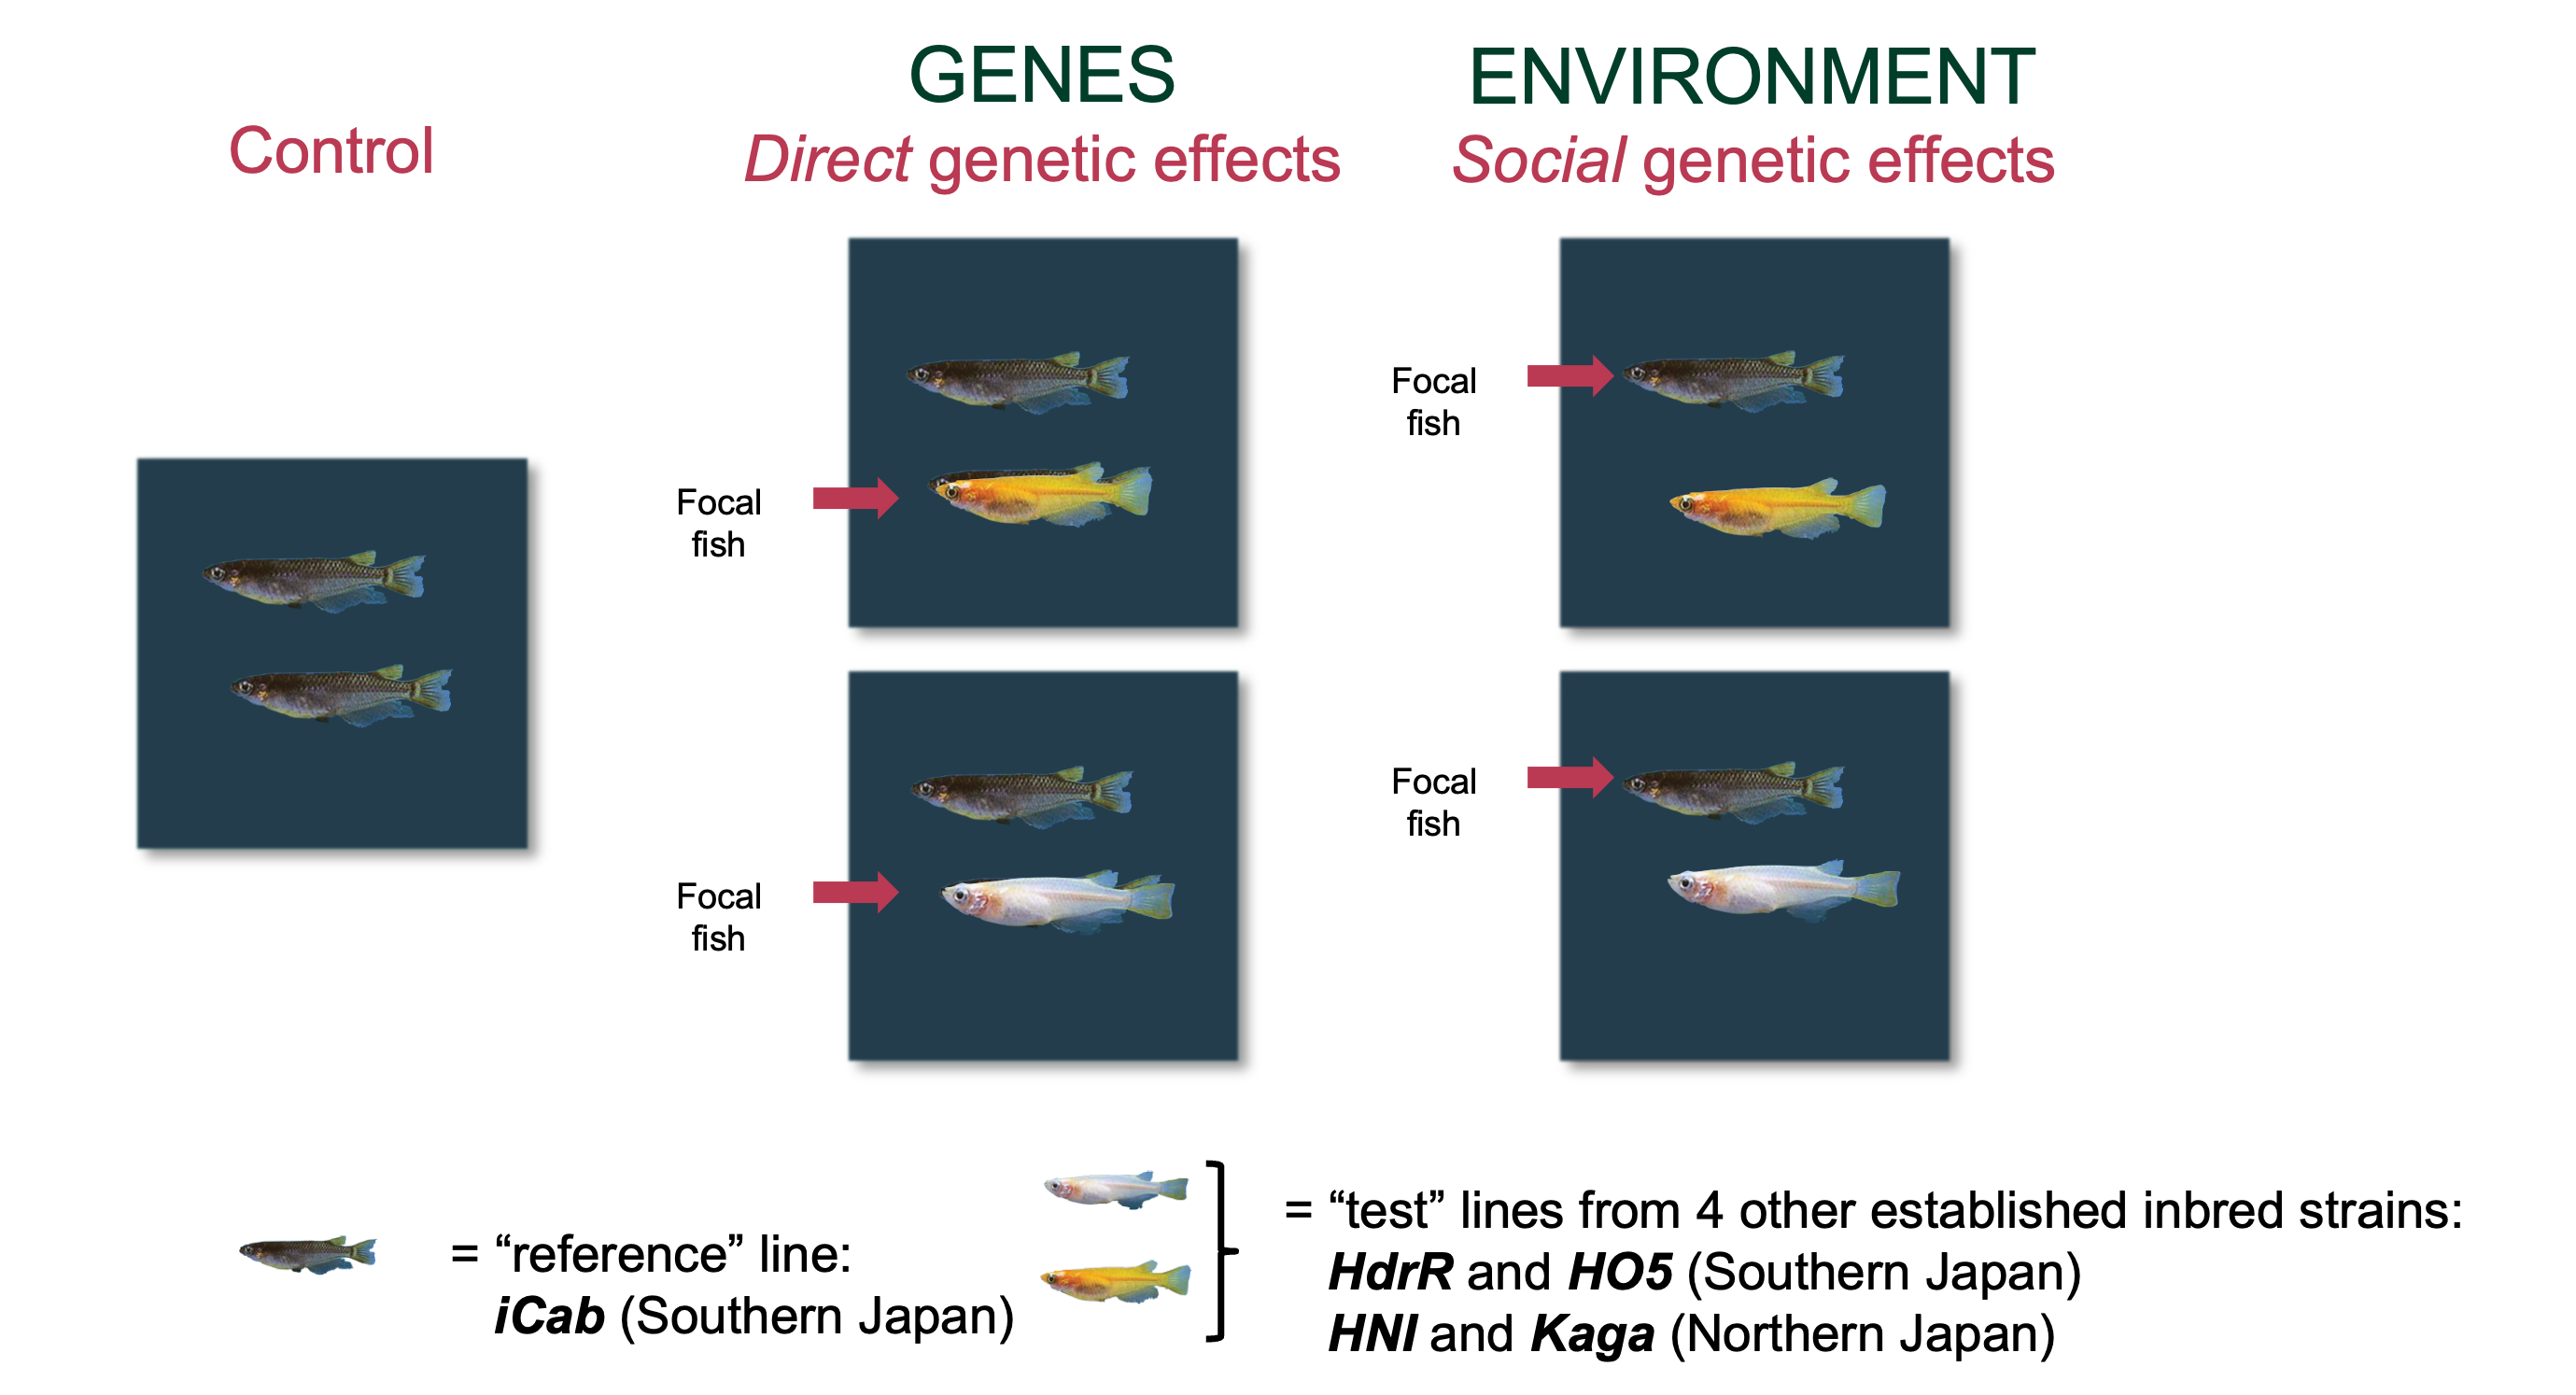 Control
GENES
Direct genetic effects
ENVIRONMENT
Social genetic effects
Focal
fish
Focal
fish
Focal
fish
Focal
fish
= “reference” line:
iCab (Southern Japan)
= “test” lines from 4 other established inbred strains:
HdrR and HO5 (Southern Japan)
HNI and Kaga (Northern Japan)